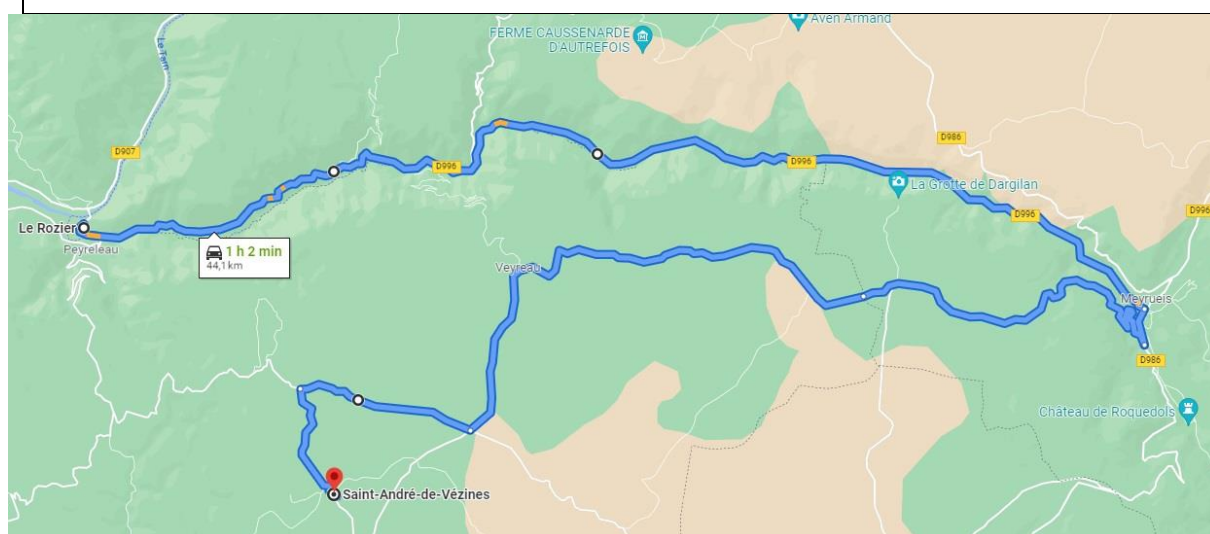 Aven Armand
FERME CAUSSENARDE
D'AUTREFOIS
Le Tarn
D907
D996
D996
D986
La Grotte de Dargilan
D996
D996
Le Rozier
Peyreleau
1 h 2 min
44,1 km
Veyreau
Meyrueis
D986
Château de Roquedols
Saint-André-de-Vézines